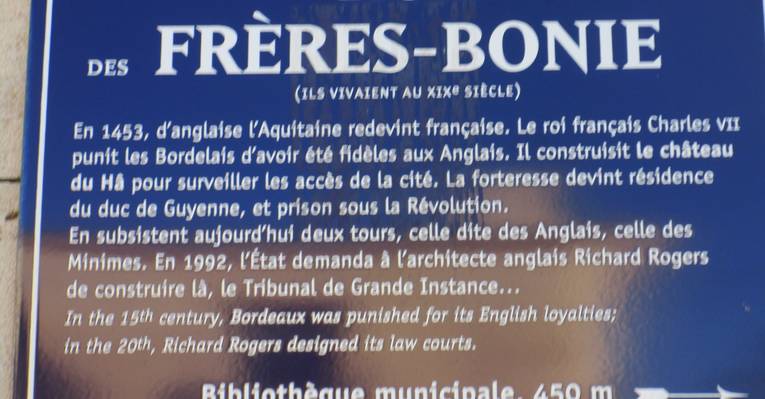 DES FRÈRES-BONIE
(ILS VIVAIENT AU XIXe SIÈCLE)
En 1453, d'anglaise l'Aquitaine redevint française. Le roi français Charles VII
punit les Bordelais d'avoir été fidèles aux Anglais. Il construisit le château
du Hâ pour surveiller les accès de la cité. La forteresse devint résidence
du duc de Guyenne, et prison sous la Révolution.
En subsistent aujourd'hui deux tours, celle dite des Anglais, celle des
Minimes. En 1992, l'État demanda à l'architecte anglais Richard Rogers
de construire là, le Tribunal de Grande Instance...
In the 15th century, Bordeaux was punished for its English loyalties;
in the 20th, Richard Rogers designed its law courts.
Bibliothèque municipale, 450 m